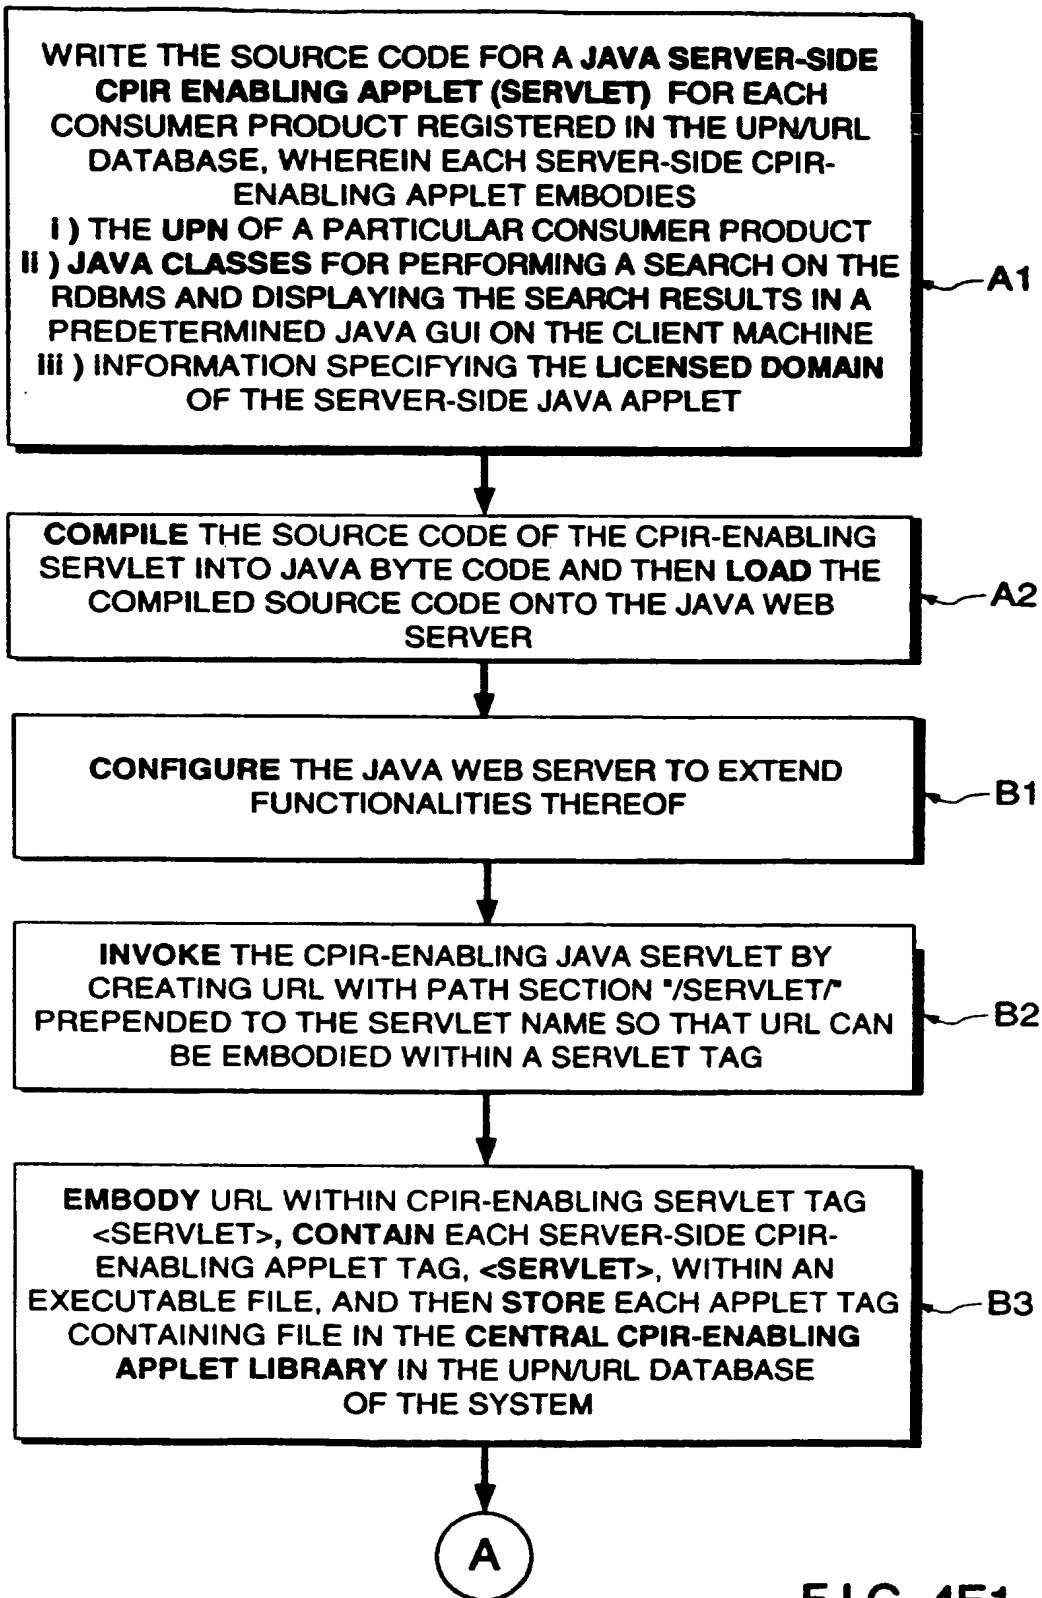 WRITE THE SOURCE CODE FOR A JAVA SERVER-SIDE
CPIR ENABLING APPLET (SERVLET) FOR EACH
CONSUMER PRODUCT REGISTERED IN THE UPN/URL
DATABASE, WHEREIN EACH SERVER-SIDE CPIR-
ENABLING APPLET EMBODIES
i ) THE UPN OF A PARTICULAR CONSUMER PRODUCT
ii ) JAVA CLASSES FOR PERFORMING A SEARCH ON THE
RDBMS AND DISPLAYING THE SEARCH RESULTS IN A
PREDETERMINED JAVA GUI ON THE CLIENT MACHINE
iii ) INFORMATION SPECIFYING THE LICENSED DOMAIN
OF THE SERVER-SIDE JAVA APPLET
A1
COMPILE THE SOURCE CODE OF THE CPIR-ENABLING
SERVLET INTO JAVA BYTE CODE AND THEN LOAD THE
COMPILED SOURCE CODE ONTO THE JAVA WEB
SERVER
A2
CONFIGURE THE JAVA WEB SERVER TO EXTEND
FUNCTIONALITIES THEREOF
B1
INVOKE THE CPIR-ENABLING JAVA SERVLET BY
CREATING URL WITH PATH SECTION "/SERVLET/"
PREPENDED TO THE SERVLET NAME SO THAT URL CAN
BE EMBODIED WITHIN A SERVLET TAG
B2
EMBODY URL WITHIN CPIR-ENABLING SERVLET TAG
<SERVLET>, CONTAIN EACH SERVER-SIDE CPIR-
ENABLING APPLET TAG, <SERVLET>, WITHIN AN
EXECUTABLE FILE, AND THEN STORE EACH APPLET TAG
CONTAINING FILE IN THE CENTRAL CPIR-ENABLING
APPLET LIBRARY IN THE UPN/URL DATABASE
OF THE SYSTEM
B3
A
FIG. 4E1